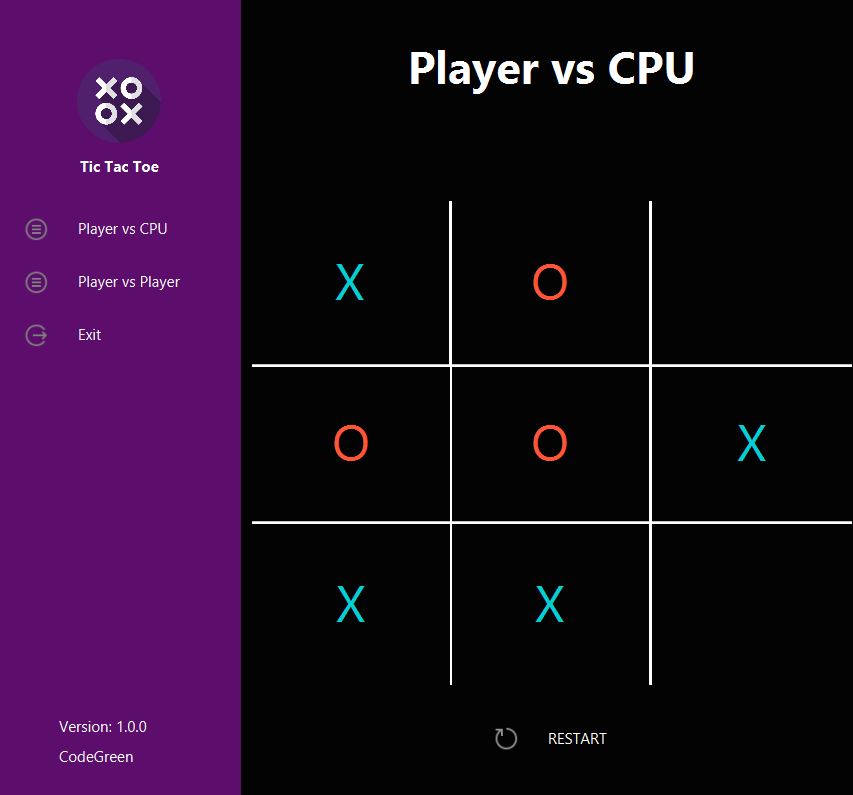 XO
OX
Tic Tac Toe
Player vs CPU
Player vs Player
Exit
Version: 1.0.0
CodeGreen
Player vs CPU
X O
O O X
X X
RESTART